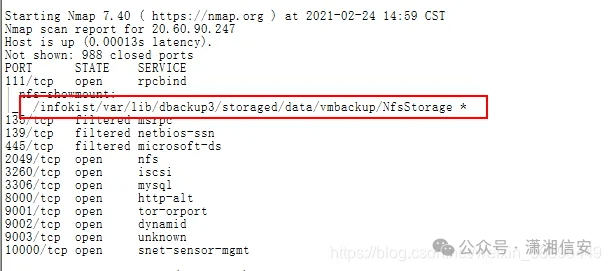 Starting Nmap 7.40 ( https://nmap.org ) at 2021-02-24 14:59 CST
Nmap scan report for 20.60.90.247
Host is up (0.00013s latency).
Not shown: 988 closed ports
PORT STATE SERVICE
111/tcp open rpcbind
nfs-showmount:
/infokist/var/lib/dbackup3/storaged/data/vmbackup/NfsStorage *
135/tcp filtered msrpc
139/tcp filtered netbios-ssn
445/tcp filtered microsoft-ds
2049/tcp open nfs
3260/tcp open iscsi
3306/tcp open mysql
8000/tcp open http-alt
9001/tcp open tor-orport
9002/tcp open dynamid
9003/tcp open unknown
10000/tcp open snet-sensor-mgmt
公众号 · 潇湘信安